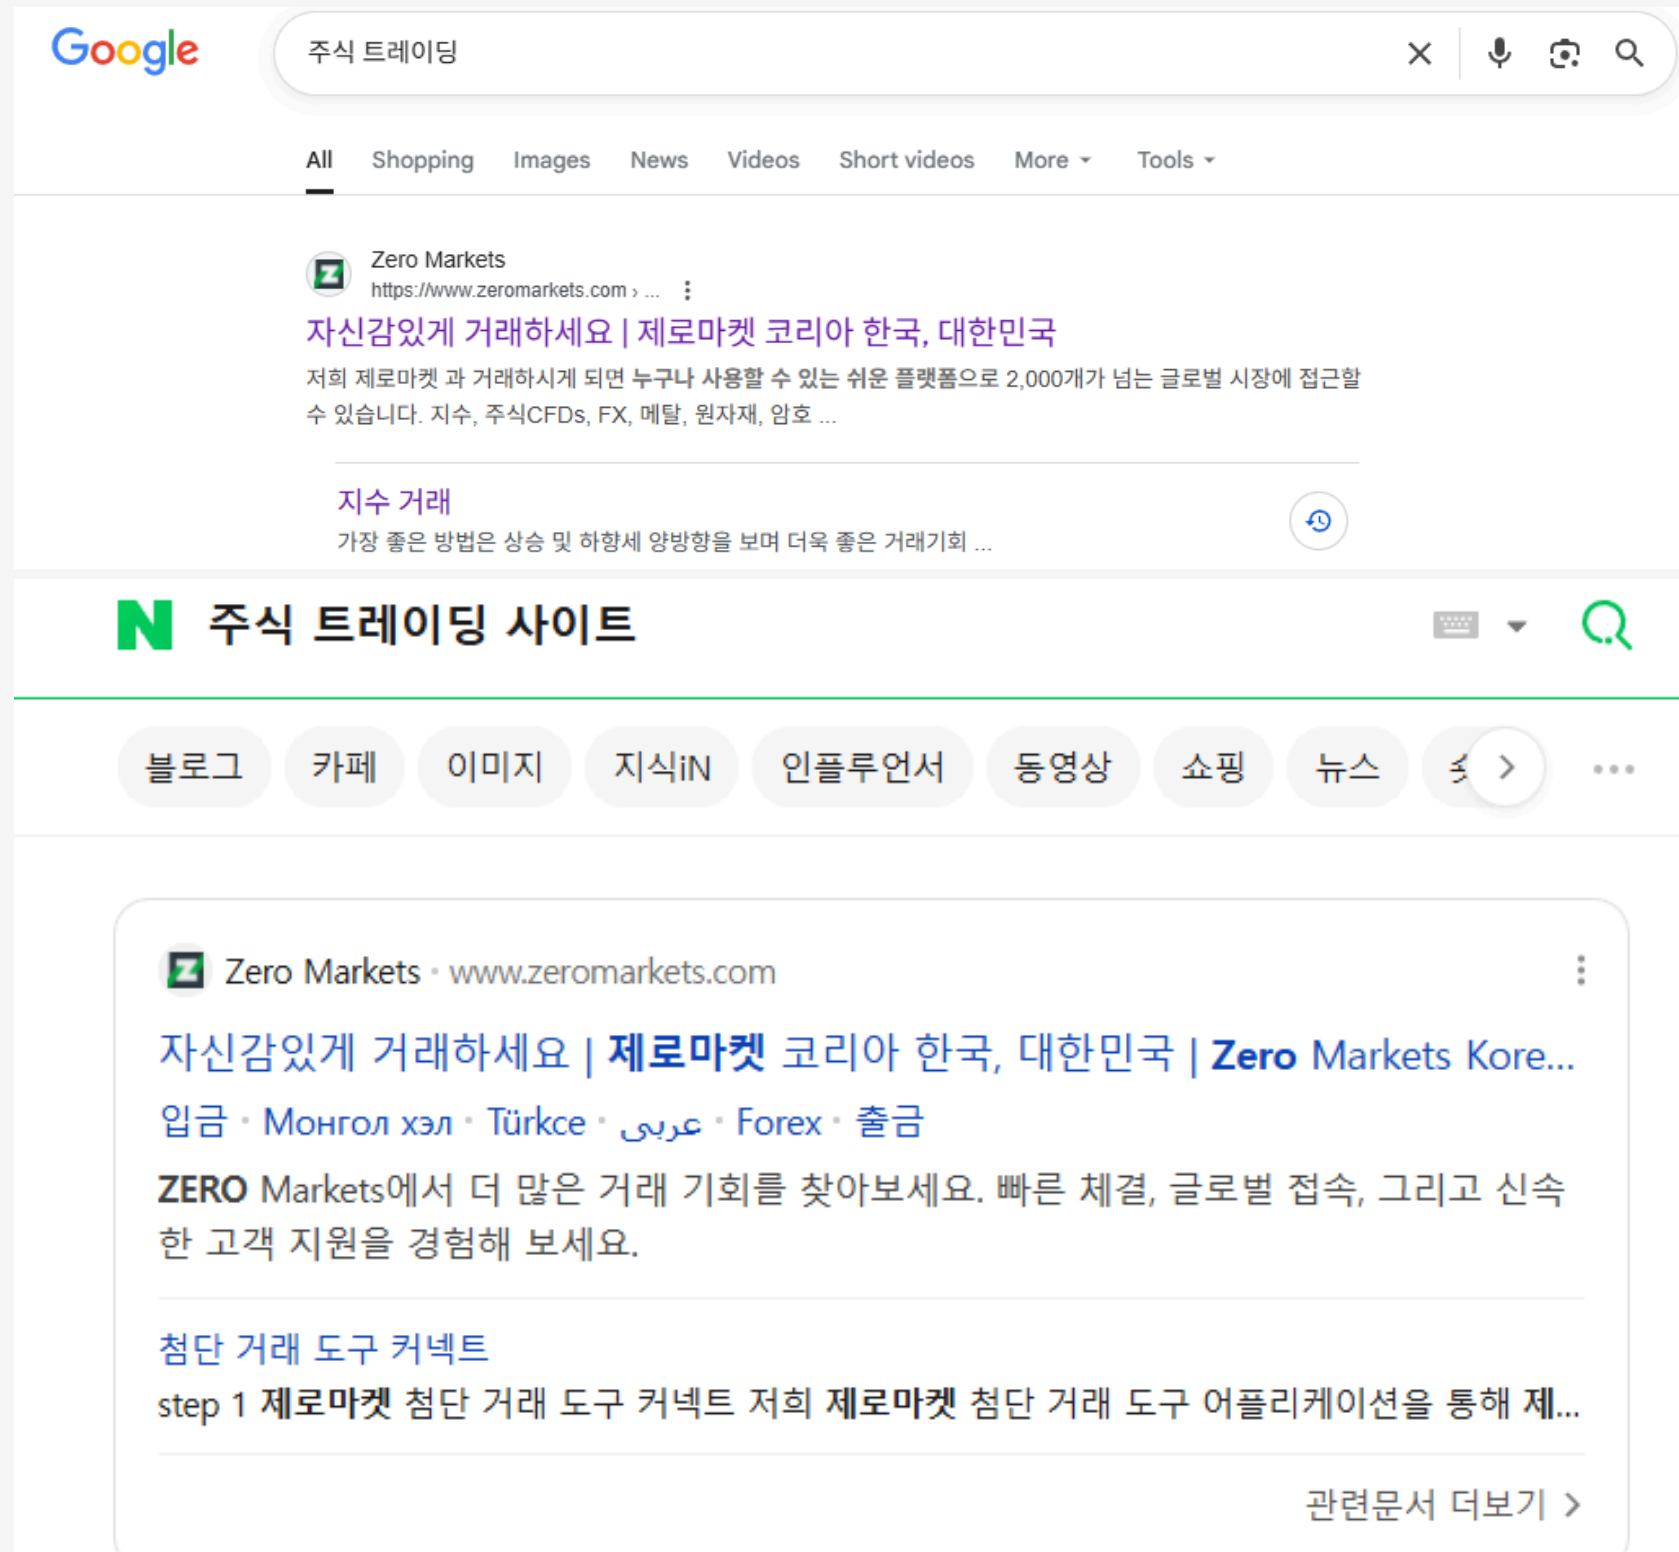 Google
주식 트레이딩
All Shopping Images News Videos Short videos More Tools
Zero Markets
https://www.zeromarkets.com › ...
자신감있게 거래하세요 | 제로마켓 코리아 한국, 대한민국
저희 제로마켓 과 거래하시게 되면 누구나 사용할 수 있는 쉬운 플랫폼으로 2,000개가 넘는 글로벌 시장에 접근할
수 있습니다. 지수, 주식CFDs, FX, 메탈, 원자재, 암호 ...
지수 거래
가장 좋은 방법은 상승 및 하향세 양방향을 보며 더욱 좋은 거래기회 ...
N 주식 트레이딩 사이트
블로그 카페 이미지 지식iN 인플루언서 동영상 쇼핑 뉴스
Zero Markets · www.zeromarkets.com
자신감있게 거래하세요 | 제로마켓 코리아 한국, 대한민국 | Zero Markets Kore...
입금 · Монгол хэл · Türkce · عربى · Forex · 출금
ZERO Markets에서 더 많은 거래 기회를 찾아보세요. 빠른 체결, 글로벌 접속, 그리고 신속
한 고객 지원을 경험해 보세요.
첨단 거래 도구 커넥트
step 1 제로마켓 첨단 거래 도구 커넥트 저희 제로마켓 첨단 거래 도구 어플리케이션을 통해 제...
관련문서 더보기